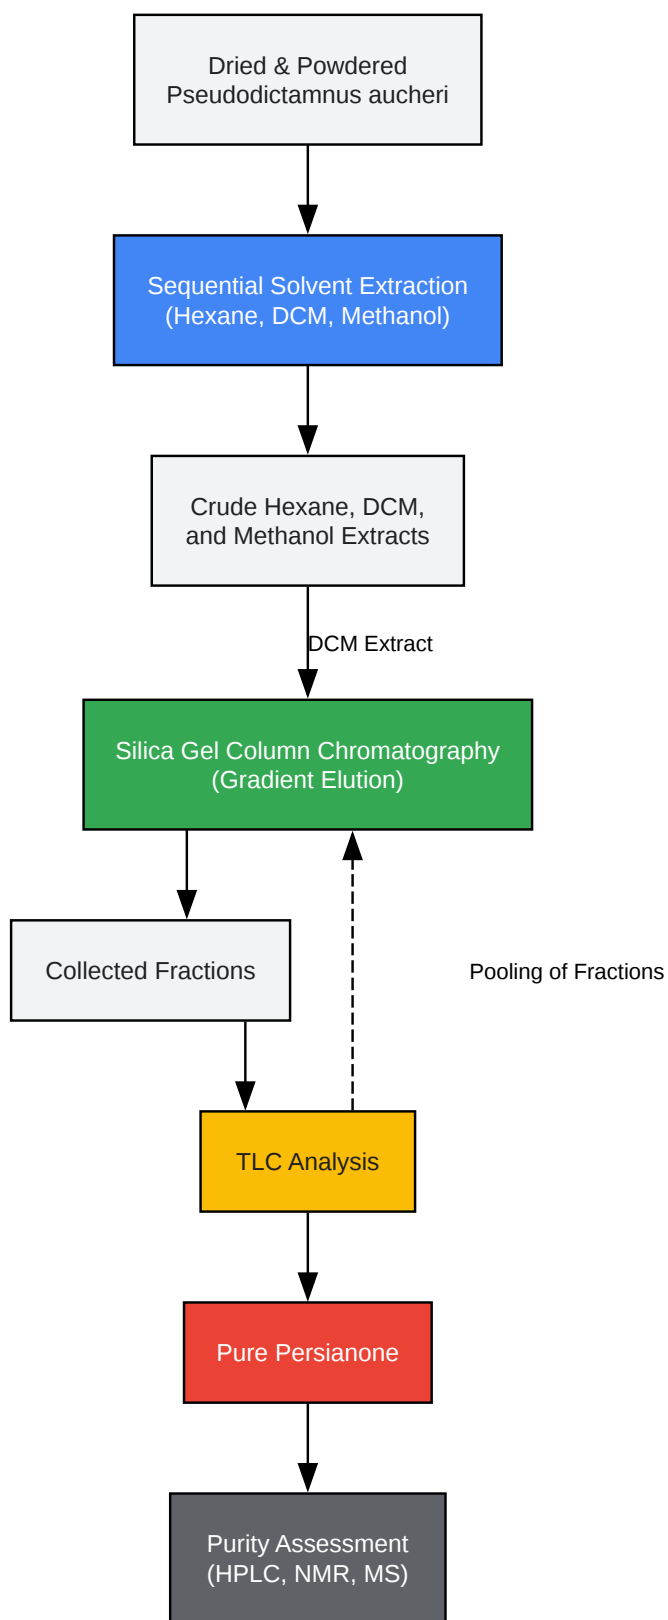 Dried & Powdered
Pseudodictamnus aucheri
Sequential Solvent Extraction
(Hexane, DCM, Methanol)
Crude Hexane, DCM,
and Methanol Extracts
DCM Extract
Silica Gel Column Chromatography
(Gradient Elution)
Collected Fractions
Pooling of Fractions
TLC Analysis
Pure Persianone
Purity Assessment
(HPLC, NMR, MS)